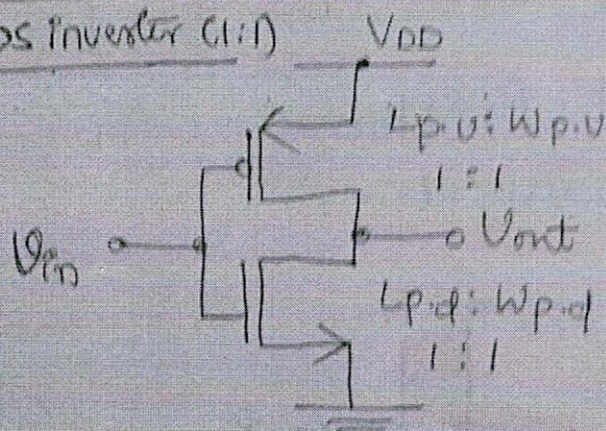 os inverter (1:1)
VDD
Lp.u : Wp.u
1 : 1
Vin
Vout
Lp.d : Wp.d
1 : 1